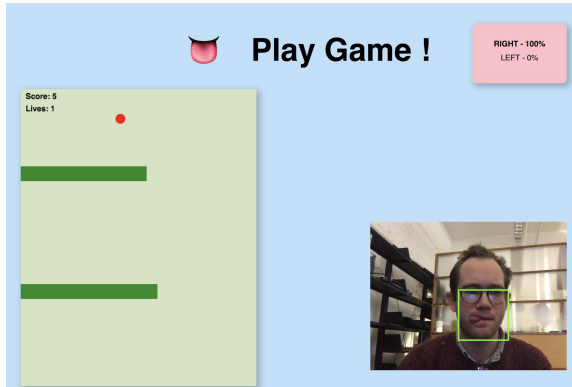 Play Game !
RIGHT - 100%
LEFT - 0%
Score: 5
Lives: 1